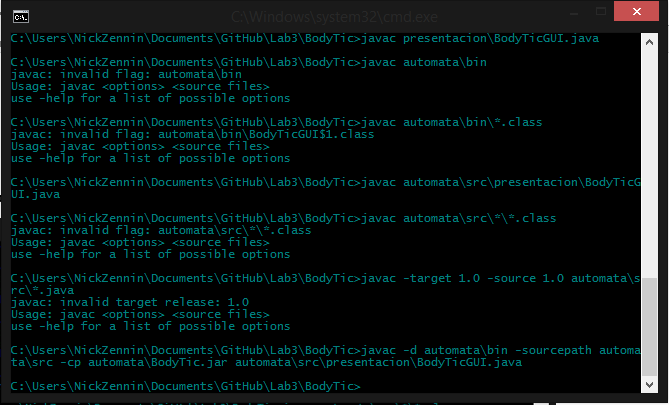 C:\Windows\system32\cmd.exe
C:\Users\NickZennin\Documents\GitHub\Lab3\BodyTic>javac presentacion\BodyTicGUI.java
C:\Users\NickZennin\Documents\GitHub\Lab3\BodyTic>javac automata\bin
javac: invalid flag: automata\bin
Usage: javac <options> <source files>
use -help for a list of possible options
C:\Users\NickZennin\Documents\GitHub\Lab3\BodyTic>javac automata\bin\*.class
javac: invalid flag: automata\bin\BodyTicGUI$1.class
Usage: javac <options> <source files>
use -help for a list of possible options
C:\Users\NickZennin\Documents\GitHub\Lab3\BodyTic>javac automata\src\presentacion\BodyTicG
UI.java
C:\Users\NickZennin\Documents\GitHub\Lab3\BodyTic>javac automata\src\*\*.class
javac: invalid flag: automata\src\*\*.class
Usage: javac <options> <source files>
use -help for a list of possible options
C:\Users\NickZennin\Documents\GitHub\Lab3\BodyTic>javac -target 1.0 -source 1.0 automata\s
rc\*.java
javac: invalid target release: 1.0
Usage: javac <options> <source files>
use -help for a list of possible options
C:\Users\NickZennin\Documents\GitHub\Lab3\BodyTic>javac -d automata\bin -sourcepath automa
ta\src -cp automata\BodyTic.jar automata\src\presentacion\BodyTicGUI.java
C:\Users\NickZennin\Documents\GitHub\Lab3\BodyTic>